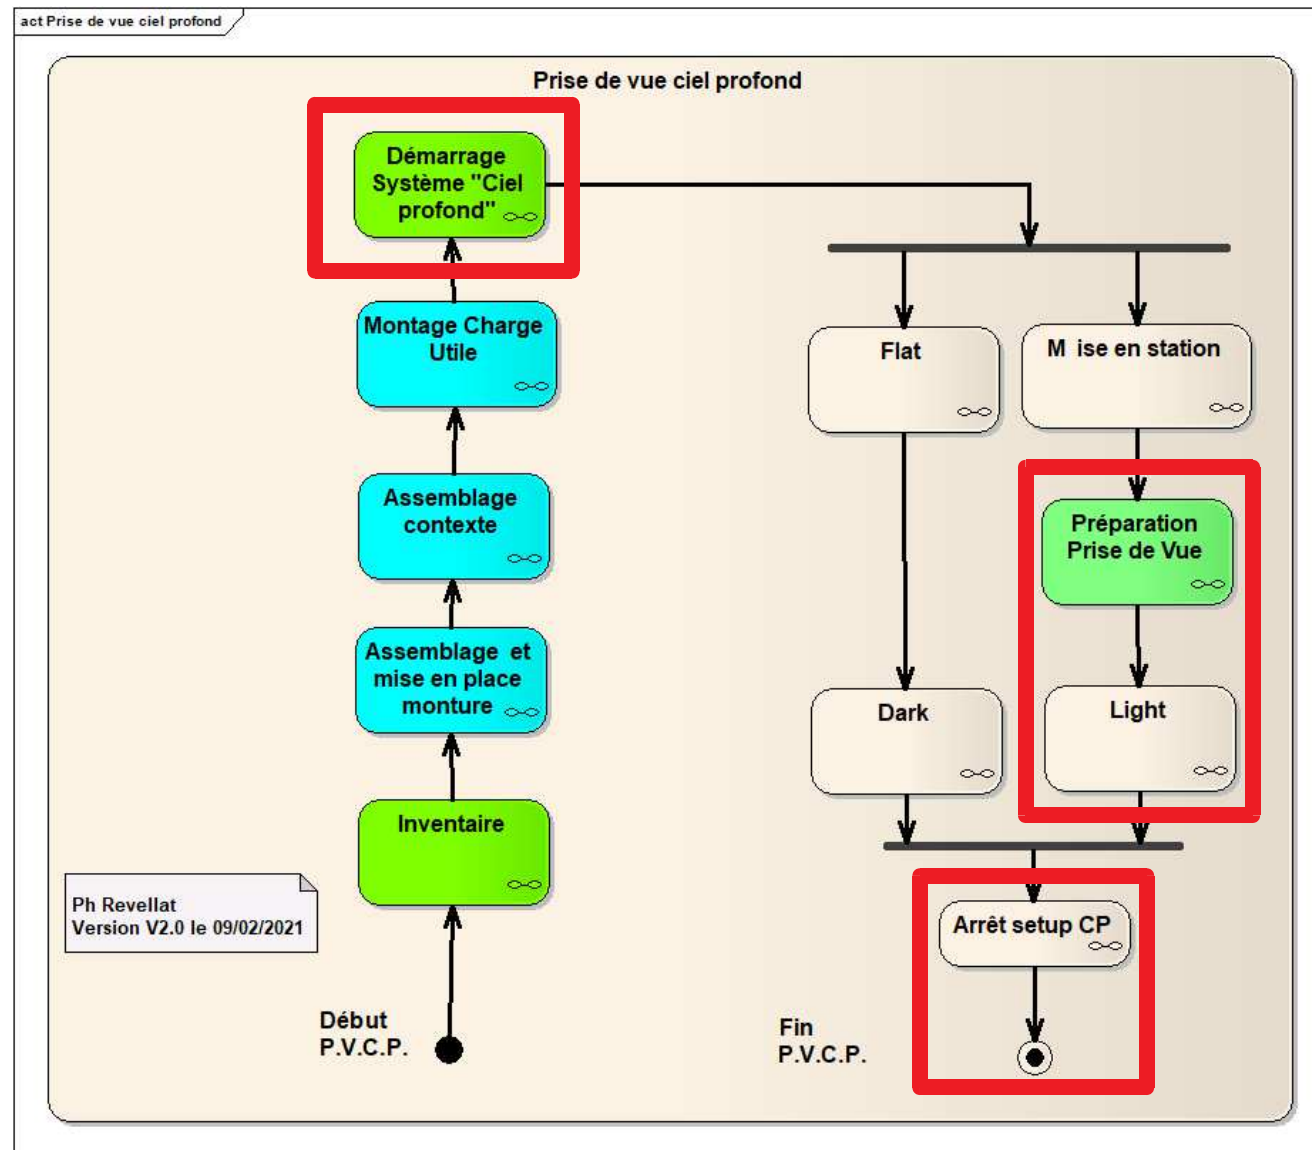 act Prise de vue ciel profond
Prise de vue ciel profond
Démarrage
Système "Ciel
profond"
Montage Charge
Utile
Assemblage
contexte
Assemblage et
mise en place
monture
Inventaire
Ph Revellat
Version V2.0 le 09/02/2021
Début
P.V.C.P.
Flat
M ise en station
Préparation
Prise de Vue
Dark
Light
Arrêt setup CP
Fin
P.V.C.P.